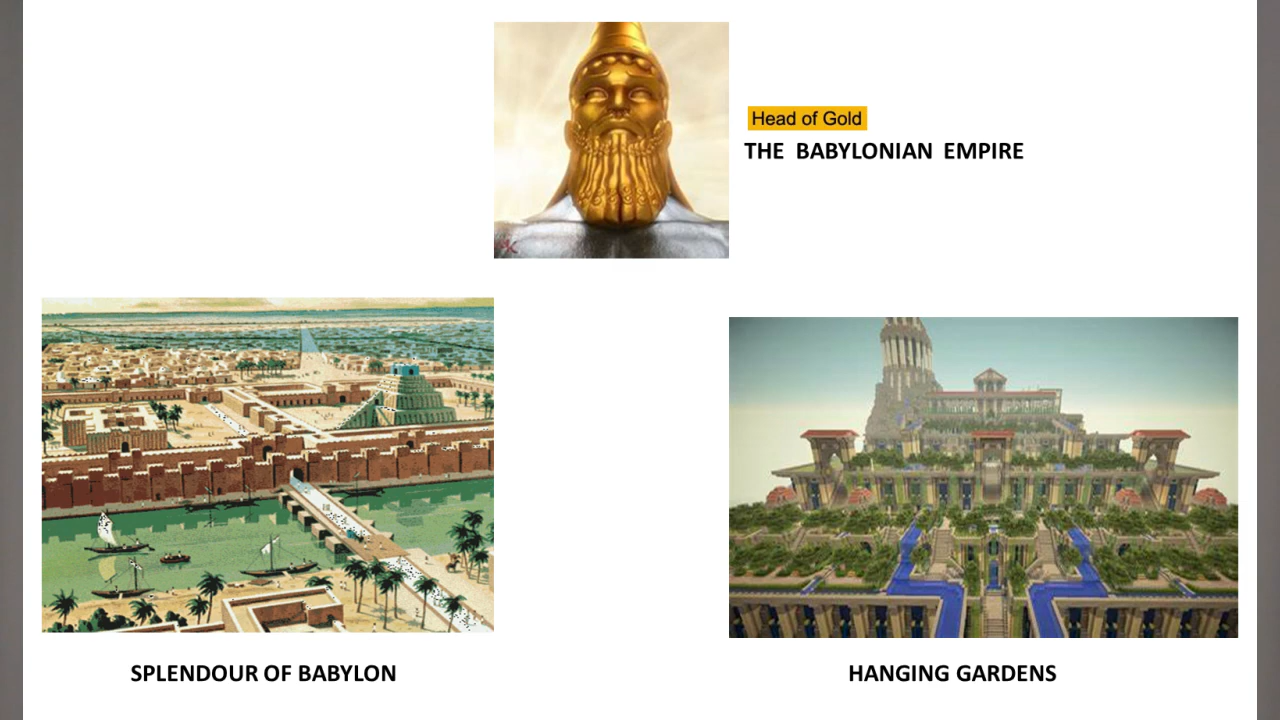 Head of Gold
THE BABYLONIAN EMPIRE
SPLENDOUR OF BABYLON
HANGING GARDENS